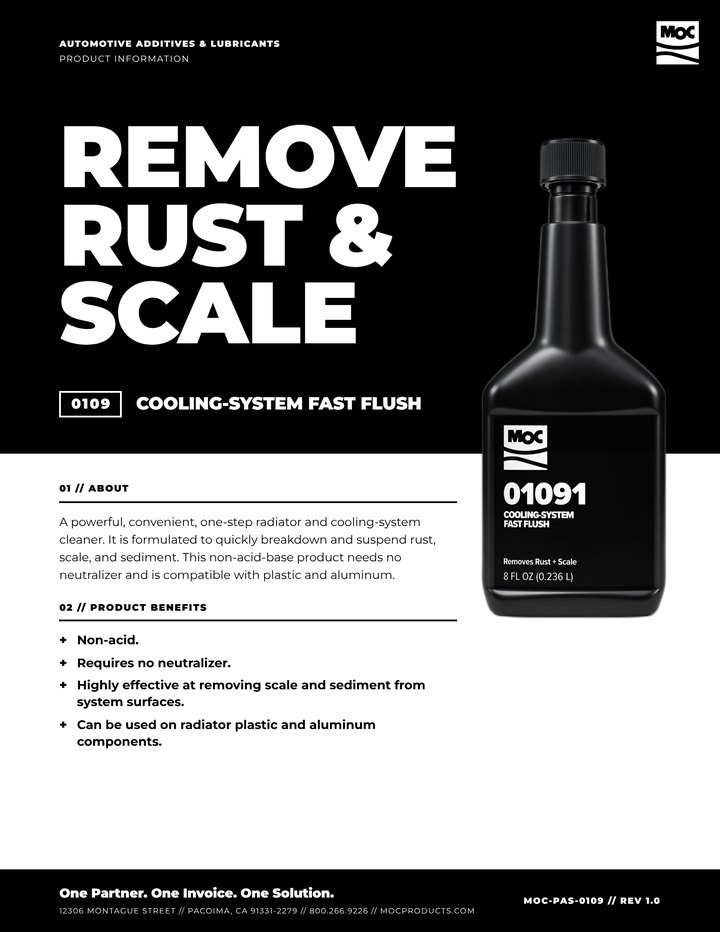 AUTOMOTIVE ADDITIVES & LUBRICANTS
PRODUCT INFORMATION
MOC
REMOVE
RUST &
SCALE
0109 COOLING-SYSTEM FAST FLUSH
MOC
01091
COOLING-SYSTEM
FAST FLUSH
Removes Rust + Scale
8 FL OZ (0.236 L)
01 // ABOUT
A powerful, convenient, one-step radiator and cooling-system
cleaner. It is formulated to quickly breakdown and suspend rust,
scale, and sediment. This non-acid-base product needs no
neutralizer and is compatible with plastic and aluminum.
02 // PRODUCT BENEFITS
+ Non-acid.
+ Requires no neutralizer.
+ Highly effective at removing scale and sediment from
system surfaces.
+ Can be used on radiator plastic and aluminum
components.
One Partner. One Invoice. One Solution.
12306 MONTAGUE STREET // PACOIMA, CA 91331-2279 // 800.266.9226 // MOCPRODUCTS.COM
MOC-PAS-0109 // REV 1.0